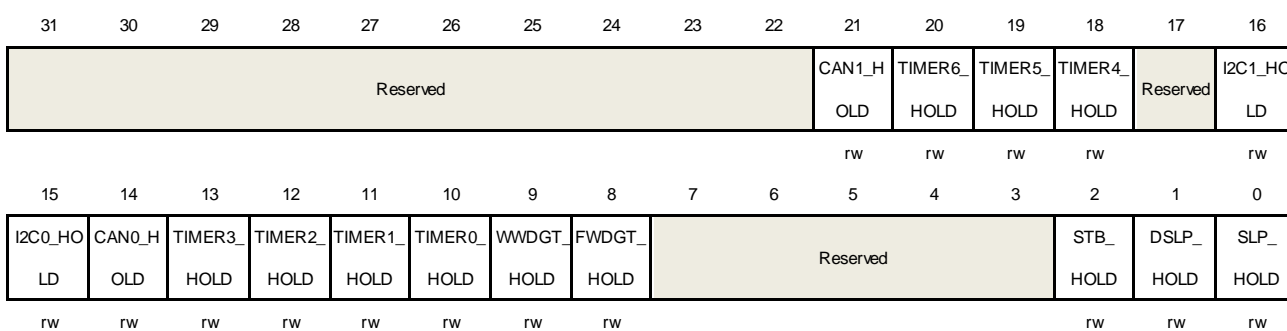 31 30 29 28 27 26 25 24 23 22 21 20 19 18 17 16
Reserved CAN1_H TIMER6_ TIMER5_ TIMER4_ Reserved I2C1_HO
OLD HOLD HOLD HOLD LD
rw rw rw rw rw
15 14 13 12 11 10 9 8 7 6 5 4 3 2 1 0
I2C0_HO CAN0_H TIMER3_ TIMER2_ TIMER1_ TIMER0_ WWDGT_ FWDGT_ Reserved STB_ DSLP_ SLP_
LD OLD HOLD HOLD HOLD HOLD HOLD HOLD HOLD HOLD HOLD
rw rw rw rw rw rw rw rw rw rw rw